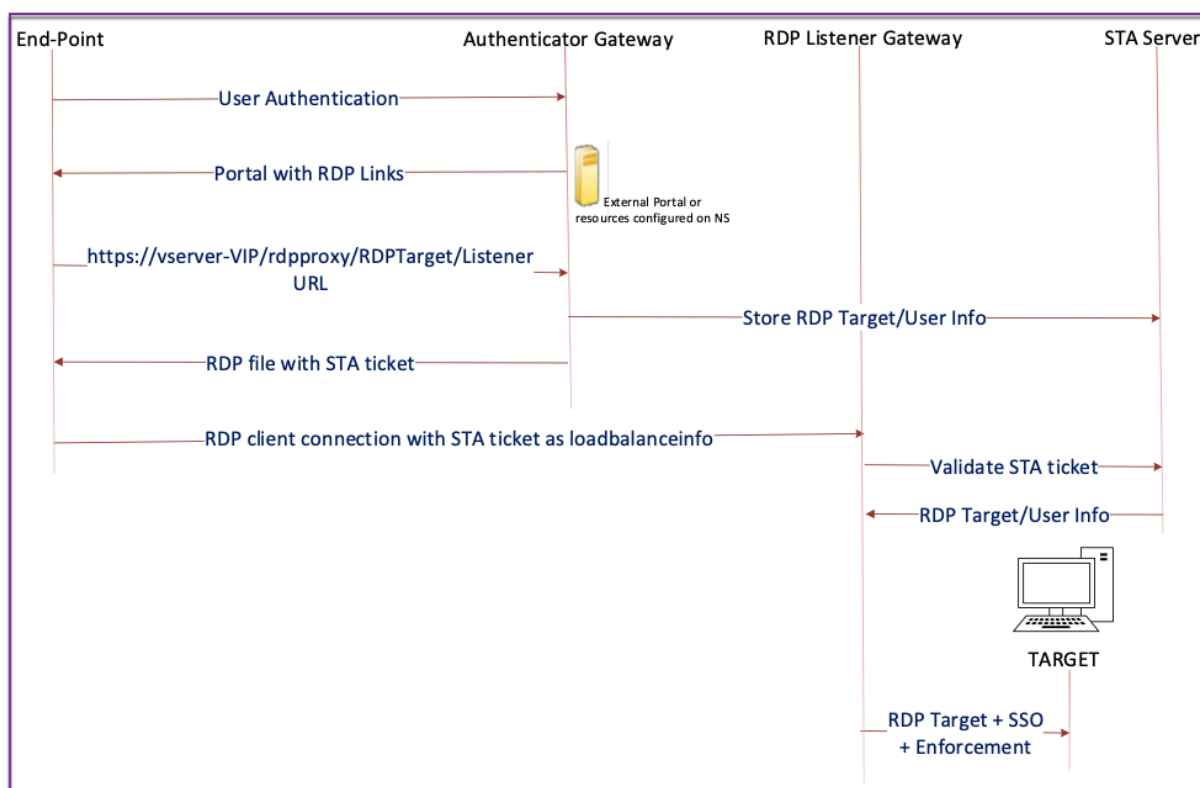 End-Point
Authenticator Gateway
RDP Listener Gateway
STA Server
User Authentication
Portal with RDP Links
External Portal or
resources configured on NS
https://vserver-VIP/rdpproxy/RDPTarget/Listener
URL
Store RDP Target/User Info
RDP file with STA ticket
RDP client connection with STA ticket as loadbalanceinfo
Validate STA ticket
RDP Target/User Info
TARGET
RDP Target + SSO
+ Enforcement